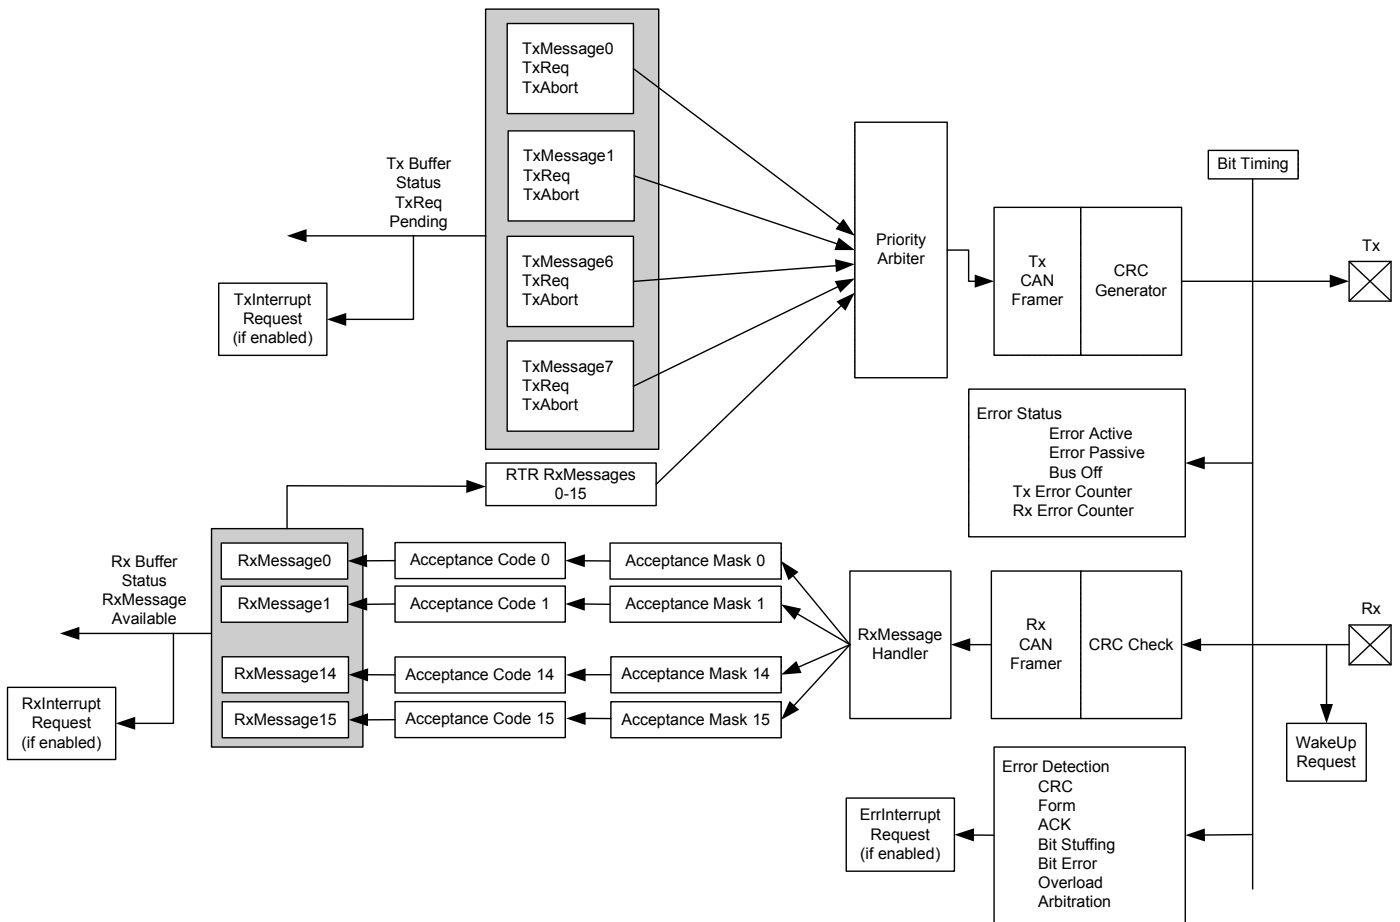 TxMessage0
TxReq
TxAbort
TxMessage1
TxReq
TxAbort
TxMessage6
TxReq
TxAbort
TxMessage7
TxReq
TxAbort
Tx Buffer
Status
TxReq
Pending
TxInterrupt
Request
(if enabled)
Priority
Arbiter
Tx
CAN
Framer
CRC
Generator
Bit Timing
Tx
Error Status
Error Active
Error Passive
Bus Off
Tx Error Counter
Rx Error Counter
RTR RxMessages
0-15
Rx Buffer
Status
RxMessage
Available
RxInterrupt
Request
(if enabled)
RxMessage0
Acceptance Code 0
Acceptance Mask 0
RxMessage1
Acceptance Code 1
Acceptance Mask 1
RxMessage14
Acceptance Code 14
Acceptance Mask 14
RxMessage15
Acceptance Code 15
Acceptance Mask 15
RxMessage
Handler
Rx
CAN
Framer
CRC Check
Rx
WakeUp
Request
Error Detection
CRC
Form
ACK
Bit Stuffing
Bit Error
Overload
Arbitration
ErrInterrupt
Request
(if enabled)